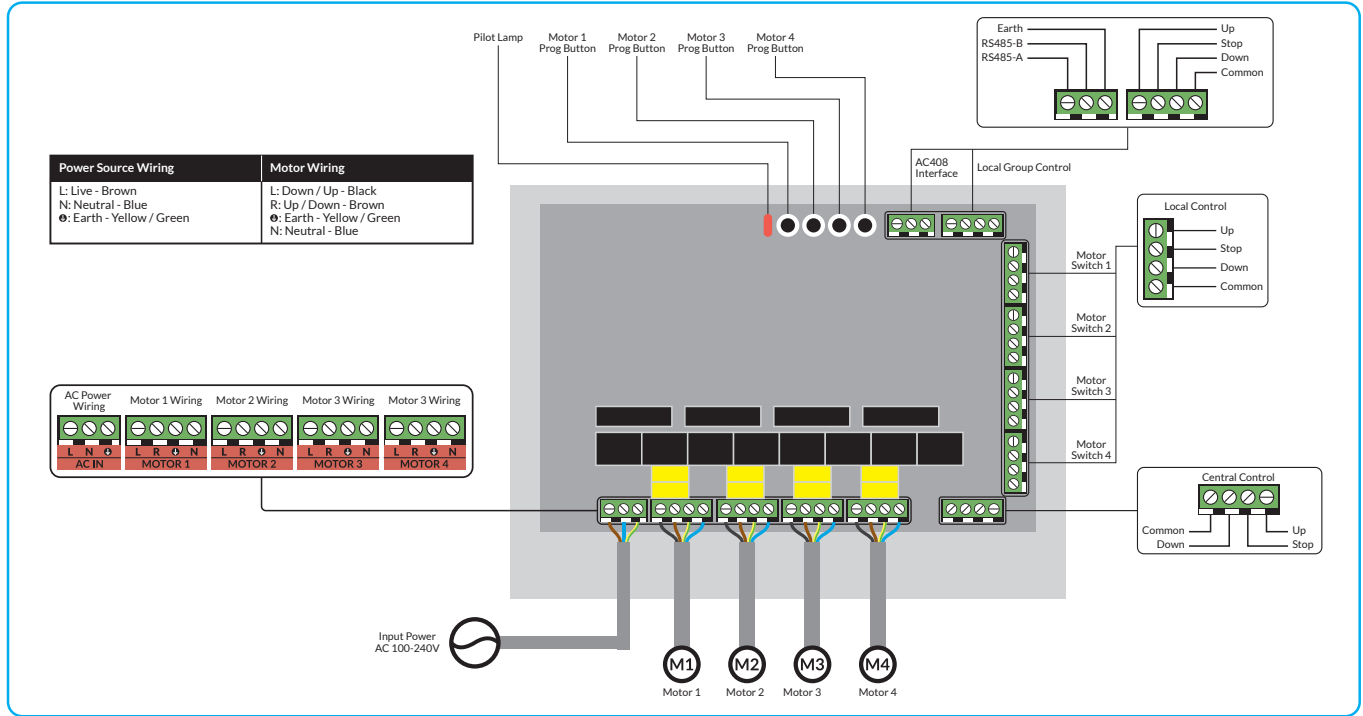 Pilot Lamp
Motor 1
Prog Button
Motor 2
Prog Button
Motor 3
Prog Button
Motor 4
Prog Button
Earth
RS485-B
RS485-A
Up
Stop
Down
Common
AC408
Interface
Local Group Control
Power Source Wiring
Motor Wiring
L: Live - Brown
N: Neutral - Blue
⏚: Earth - Yellow / Green
L: Down / Up - Black
R: Up / Down - Brown
⏚: Earth - Yellow / Green
N: Neutral - Blue
Motor
Switch 1
Motor
Switch 2
Motor
Switch 3
Motor
Switch 4
Local Control
Up
Stop
Down
Common
AC Power
Wiring
Motor 1 Wiring
Motor 2 Wiring
Motor 3 Wiring
Motor 3 Wiring
L N ⏚
AC IN
L R ⏚ N
MOTOR 1
L R ⏚ N
MOTOR 2
L R ⏚ N
MOTOR 3
L R ⏚ N
MOTOR 4
Central Control
Common
Down
Up
Stop
Input Power
AC 100-240V
M1
M2
M3
M4
Motor 1
Motor 2
Motor 3
Motor 4